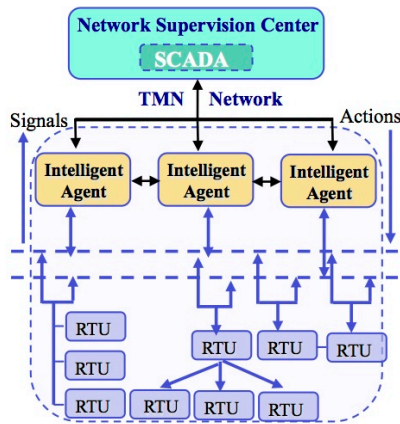 Network Supervision Center
SCADA
TMN Network
Signals
Actions
Intelligent
Agent
Intelligent
Agent
Intelligent
Agent
RTU
RTU
RTU
RTU
RTU
RTU
RTU
RTU
RTU